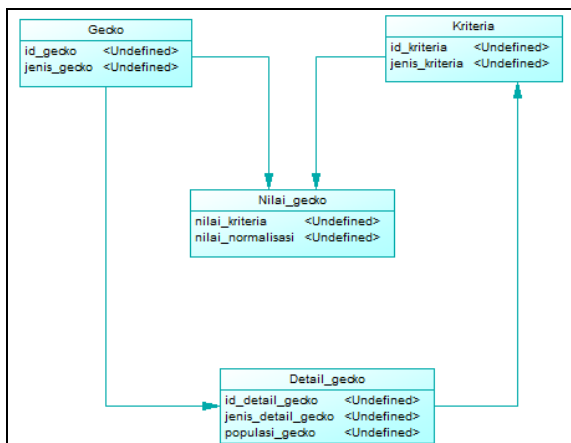 Gecko
id_gecko <Undefined>
jenis_gecko <Undefined>
Kriteria
id_kriteria <Undefined>
jenis_kriteria <Undefined>
Nilai_gecko
nilai_kriteria <Undefined>
nilai_normalisasi <Undefined>
Detail_gecko
id_detail_gecko <Undefined>
jenis_detail_gecko <Undefined>
populasi_gecko <Undefined>